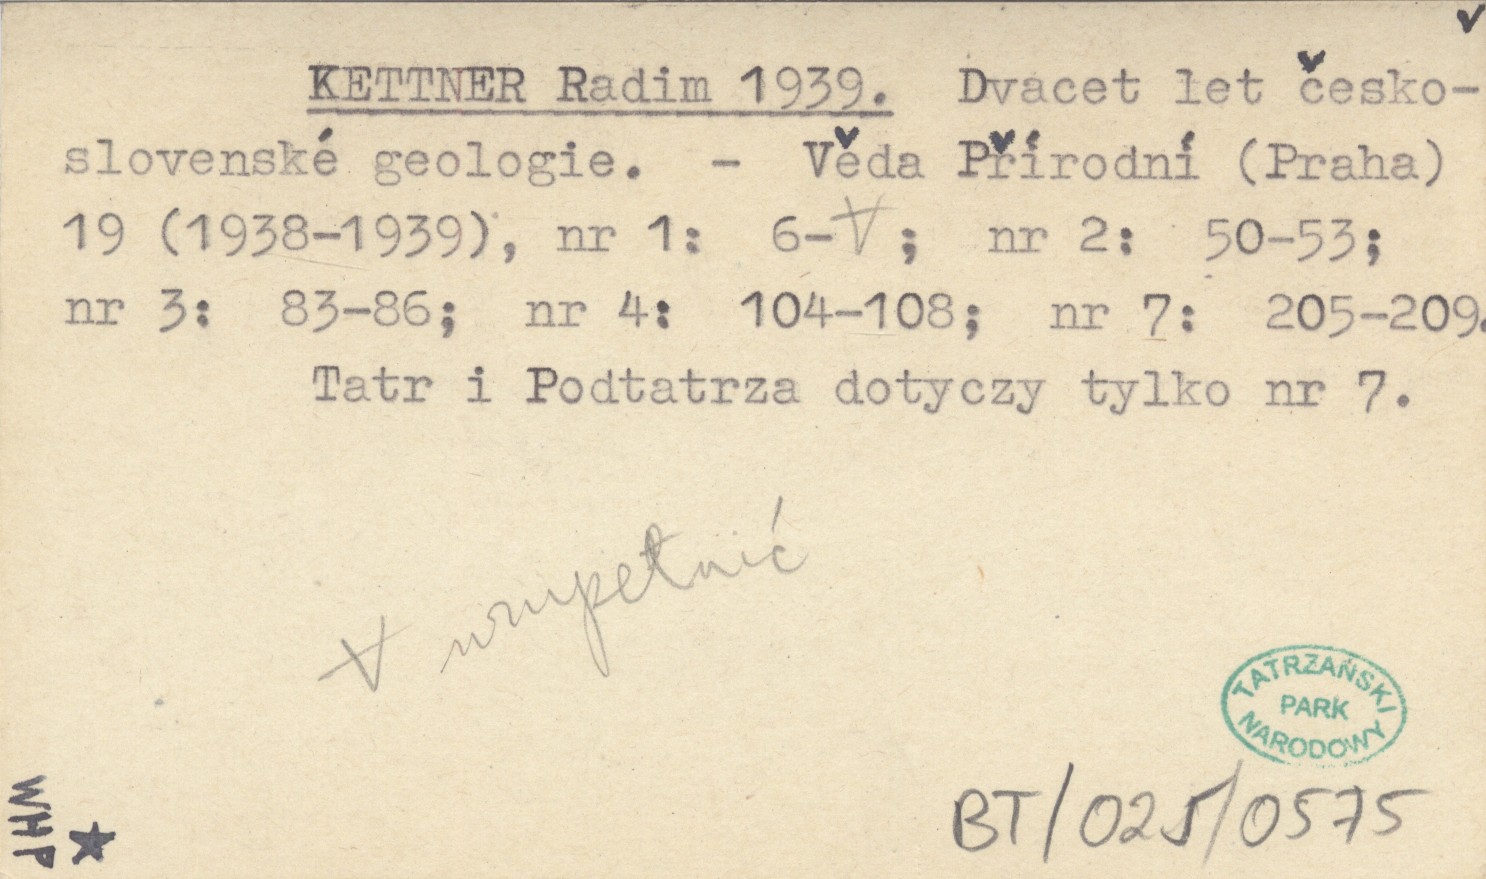 KETTNER Radim 1939. Dvacet let česko-
slovenské geologie. - Věda Přírodní (Praha)
19 (1938-1939), nr 1: 6-∀; nr 2: 50-53;
nr 3: 83-86; nr 4: 104-108; nr 7: 205-209.
Tatr i Podtatrza dotyczy tylko nr 7.
∀ uzupełnić
TATRZAŃSKI
PARK
NARODOWY
BT/025/0575
WHP